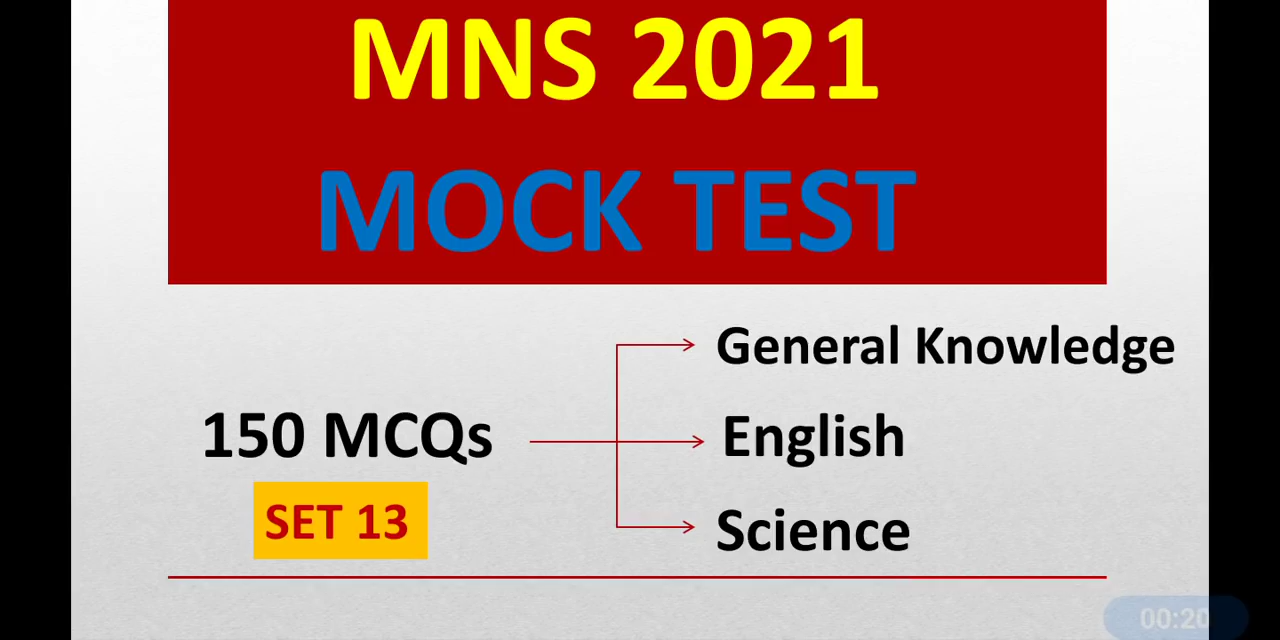 MNS 2021
MOCK TEST
150 MCQs
SET 13
General Knowledge
English
Science
00:20